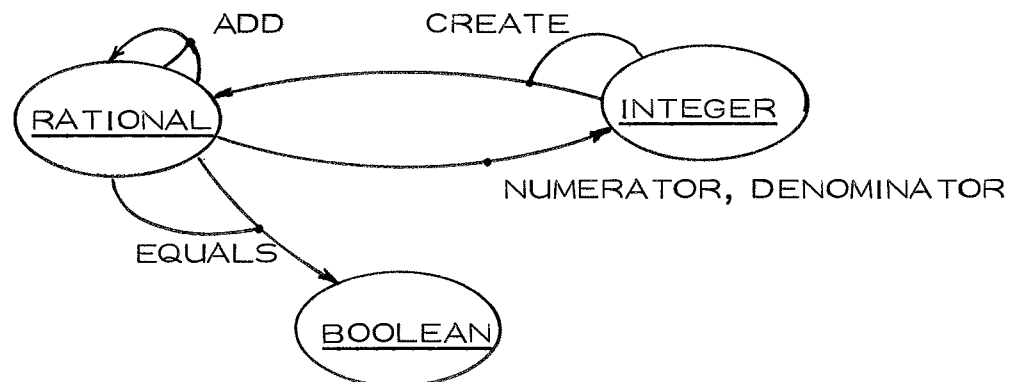 ADD
CREATE
RATIONAL
INTEGER
NUMERATOR, DENOMINATOR
EQUALS
BOOLEAN